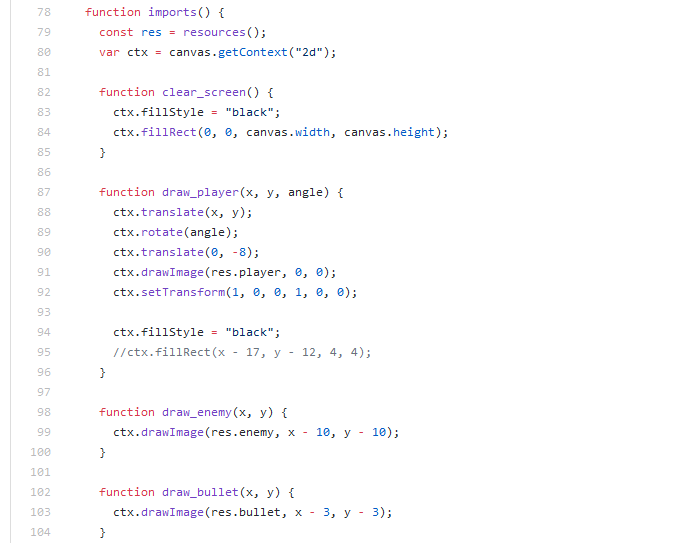 78 function imports() {
79 const res = resources();
80 var ctx = canvas.getContext("2d");
81
82 function clear_screen() {
83 ctx.fillStyle = "black";
84 ctx.fillRect(0, 0, canvas.width, canvas.height);
85 }
86
87 function draw_player(x, y, angle) {
88 ctx.translate(x, y);
89 ctx.rotate(angle);
90 ctx.translate(0, -8);
91 ctx.drawImage(res.player, 0, 0);
92 ctx.setTransform(1, 0, 0, 1, 0, 0);
93
94 ctx.fillStyle = "black";
95 //ctx.fillRect(x - 17, y - 12, 4, 4);
96 }
97
98 function draw_enemy(x, y) {
99 ctx.drawImage(res.enemy, x - 10, y - 10);
100 }
101
102 function draw_bullet(x, y) {
103 ctx.drawImage(res.bullet, x - 3, y - 3);
104 }